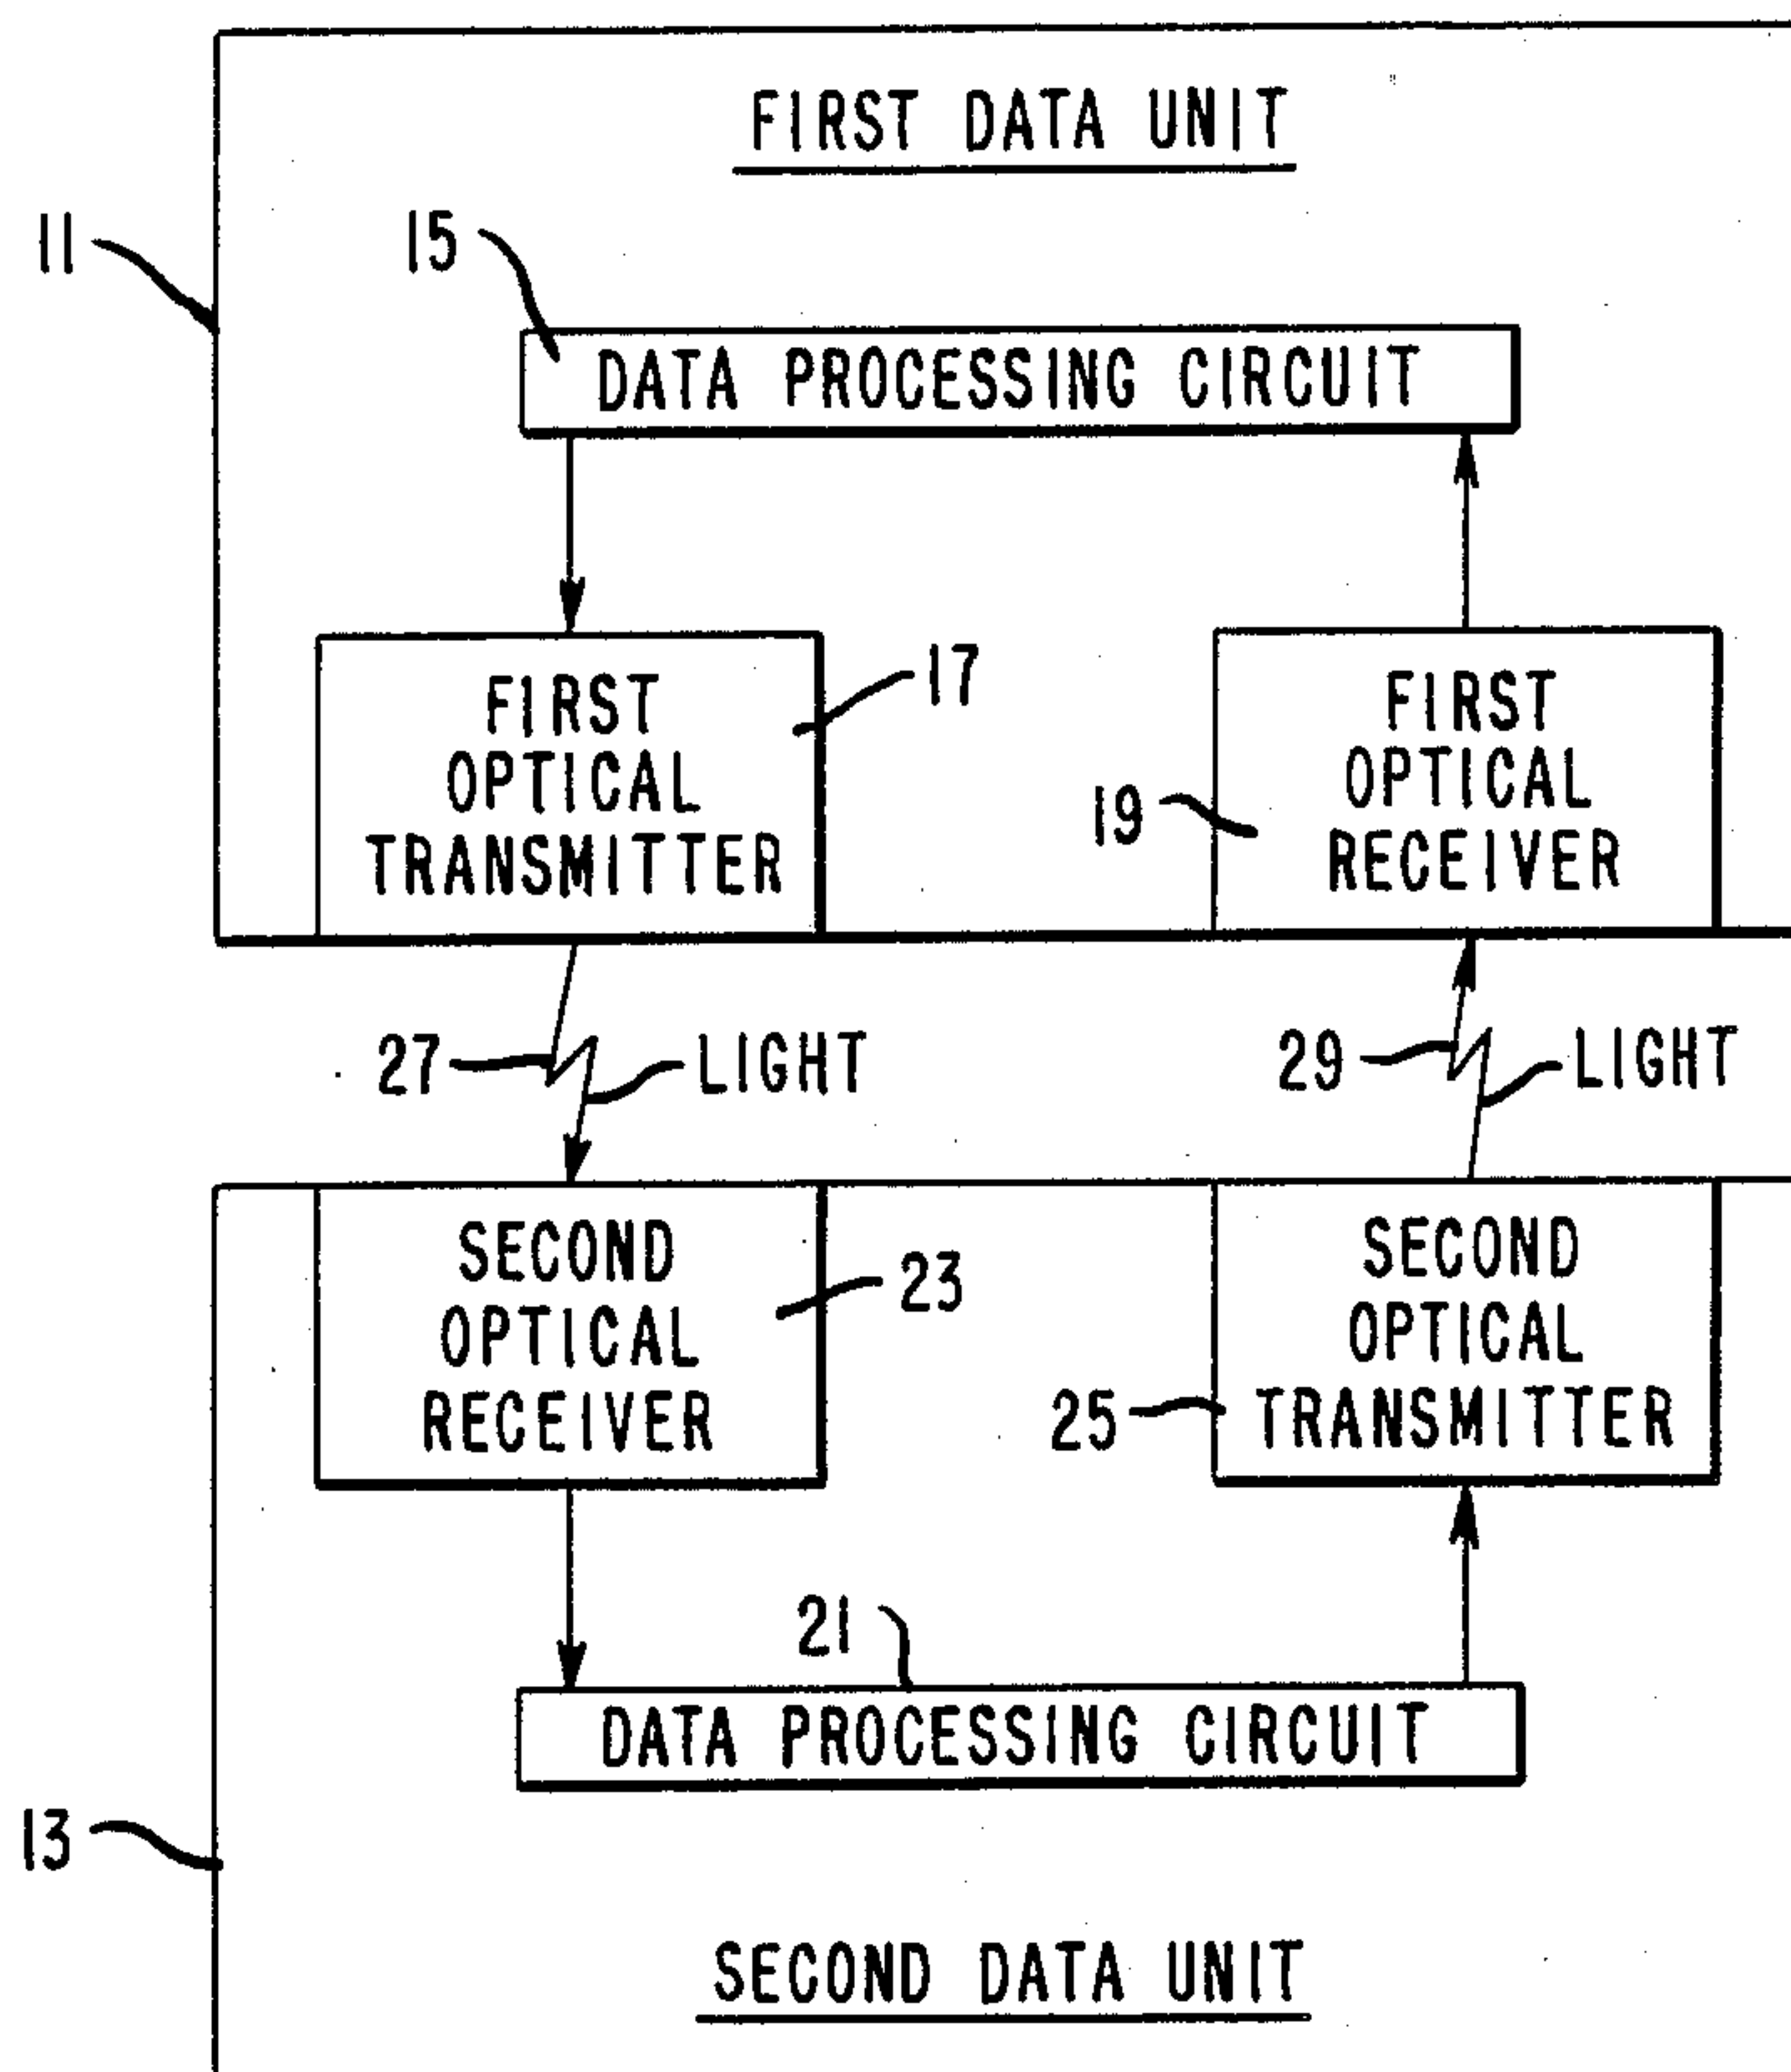 FIRST DATA UNIT
11
15
DATA PROCESSING CIRCUIT
FIRST
OPTICAL
TRANSMITTER
17
19
FIRST
OPTICAL
RECEIVER
27
LIGHT
29
LIGHT
SECOND
OPTICAL
RECEIVER
23
25
SECOND
OPTICAL
TRANSMITTER
21
DATA PROCESSING CIRCUIT
13
SECOND DATA UNIT